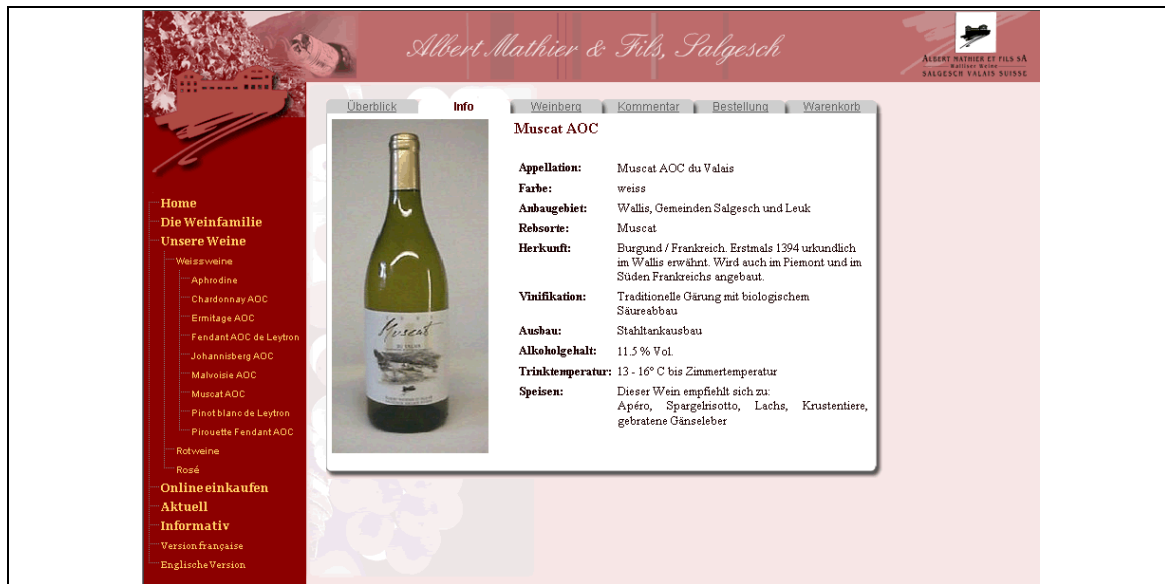 Albert Mathier & Fils, Salgesch
ALBERT MATHIER ET FILS SA
Walliser Weine
SALGESCH VALAIS SUISSE
Überblick Info Weinberg Kommentar Bestellung Warenkorb
Home
Die Weinfamilie
Unsere Weine
Weissweine
Aphrodine
Chardonnay AOC
Ermitage AOC
Fendant AOC de Leytron
Johannisberg AOC
Malvoisie AOC
Muscat AOC
Pinot blanc de Leytron
Pirouette Fendant AOC
Rotweine
Rosé
Online einkaufen
Aktuell
Informativ
Version française
Englische Version
Muscat
Muscat AOC
Appellation: Muscat AOC du Valais
Farbe: weiss
Anbaugebiet: Wallis, Gemeinden Salgesch und Leuk
Rebsorte: Muscat
Herkunft: Burgund / Frankreich. Erstmals 1394 urkundlich
im Wallis erwähnt. Wird auch im Piemont und im
Süden Frankreichs angebaut.
Vinifikation: Traditionelle Gärung mit biologischem
Säureabbau
Ausbau: Stahltankausbau
Alkoholgehalt: 11.5 % Vol.
Trinktemperatur: 13 - 16° C bis Zimmertemperatur
Speisen: Dieser Wein empfiehlt sich zu:
Apéro, Spargelrisotto, Lachs, Krustentiere,
gebratene Gänseleber